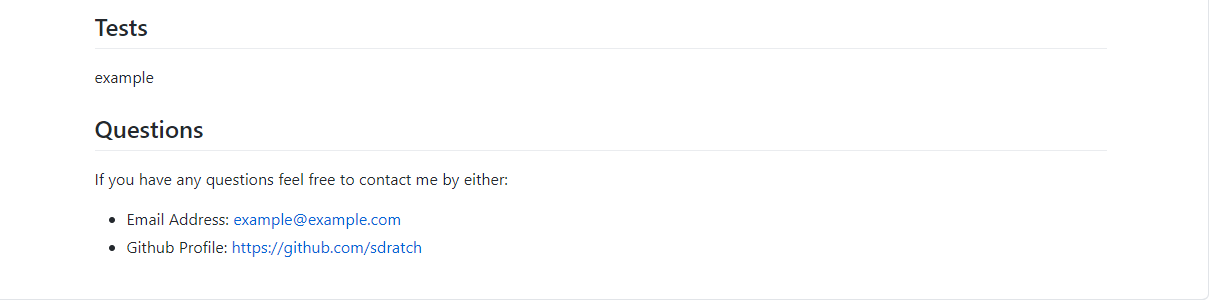 Tests
example
Questions
If you have any questions feel free to contact me by either:
Email Address: example@example.com
Github Profile: https://github.com/sdratch